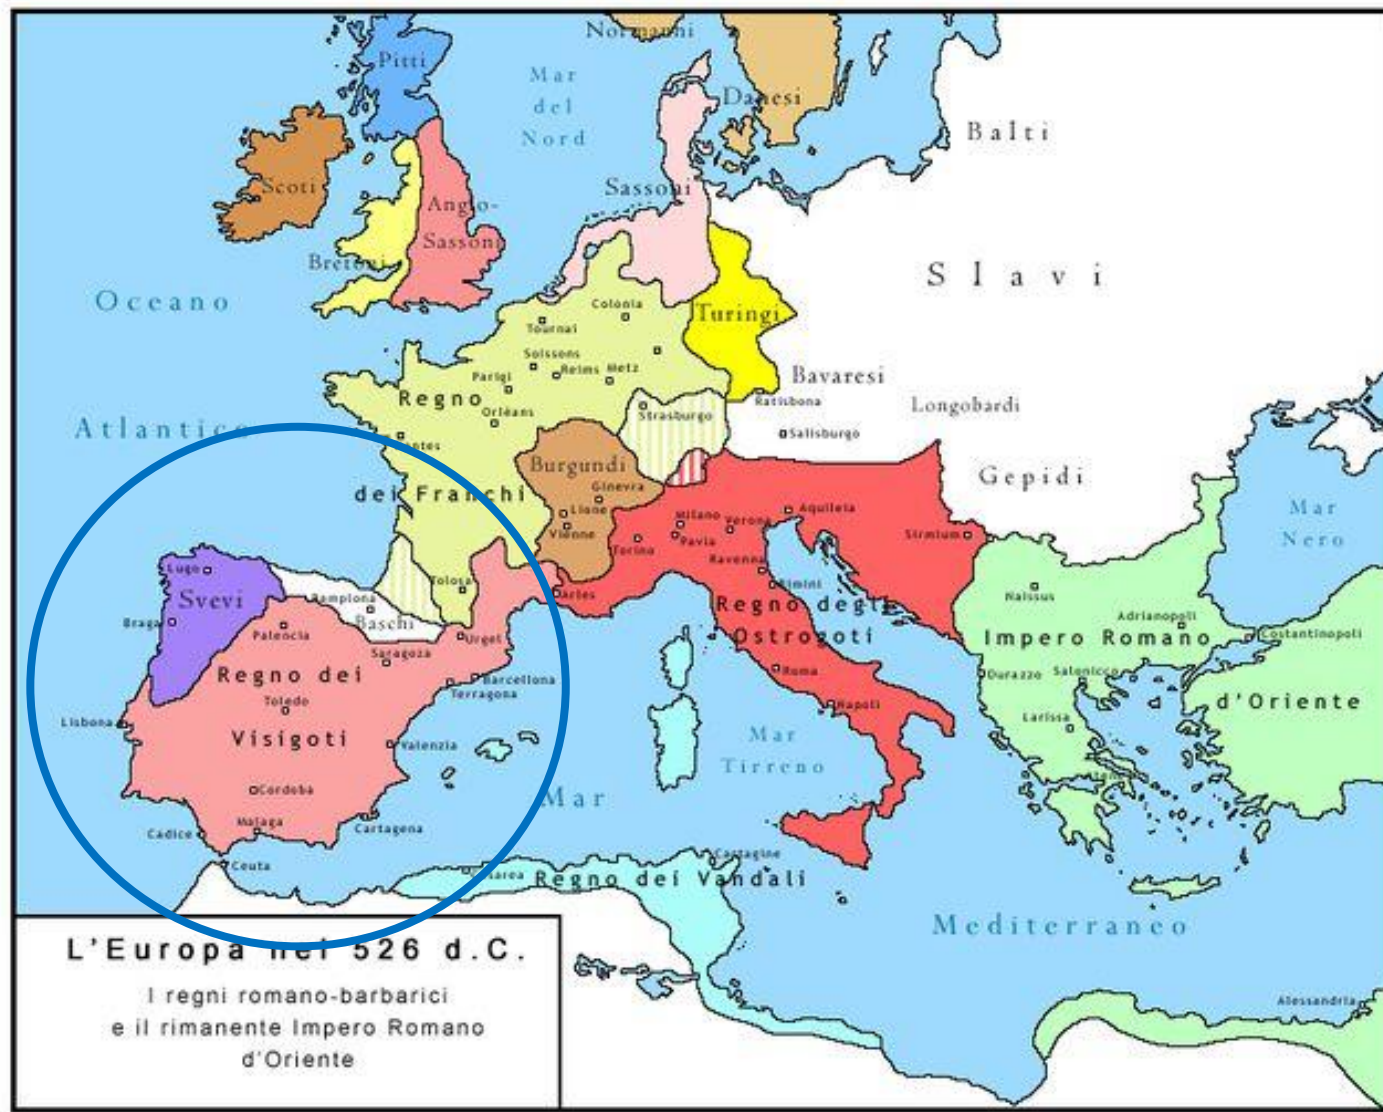 Normanni
Pitti
Mar
del
Nord
Danesi
Balti
Scoti
Sassoni
Anglo-
Sassoni
Bretoni
Slavi
Oceano
Colonia
Turingi
Tournai
Soissons
Reims
Metz
Parigi
Bavaresi
Regno
Ratisbona
Longobardi
Orléans
Strasburgo
Atlantico
Salisburgo
Burgundi
Gepidi
Ginevra
dei Franchi
Lione
Milano
Aquileia
Mar
Nero
Vienne
Torino
Pavia
Verona
Sirmium
Ravenna
Lugo
Tolosa
Rimini
Naissus
Svevi
Pamplona
Arles
Regno degli
Ostrogoti
Adrianopoli
Braga
Baschi
Palencia
Urgel
Impero Romano
Costantinopoli
Saragoza
Regno dei
Roma
Durazzo
Salonicco
Barcellona
Terragona
Toledo
Napoli
d'Oriente
Lisbona
Larissa
Visigoti
Valenzia
Mar
Tirreno
Cordoba
Mar
Malaga
Cadice
Cartagena
Cartagine
Ceuta
Regno dei Vandali
Mediterraneo
L'Europa nel 526 d.C.
I regni romano-barbarici
e il rimanente Impero Romano
d'Oriente
Alessandria